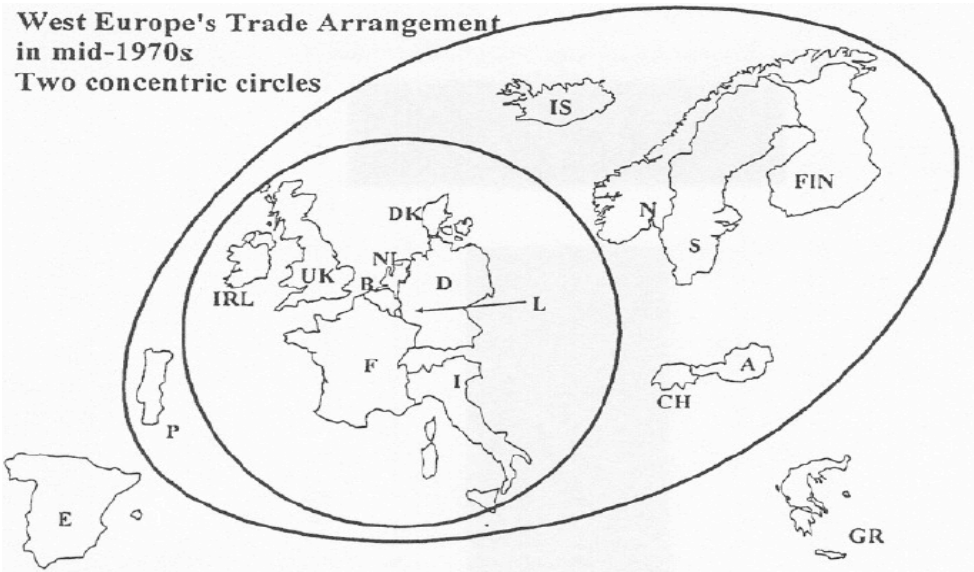 West Europe's Trade Arrangement
in mid-1970s
Two concentric circles
IS
FIN
N
S
DK
NL
UK
B
D
IRL
L
F
I
A
CH
P
E
GR